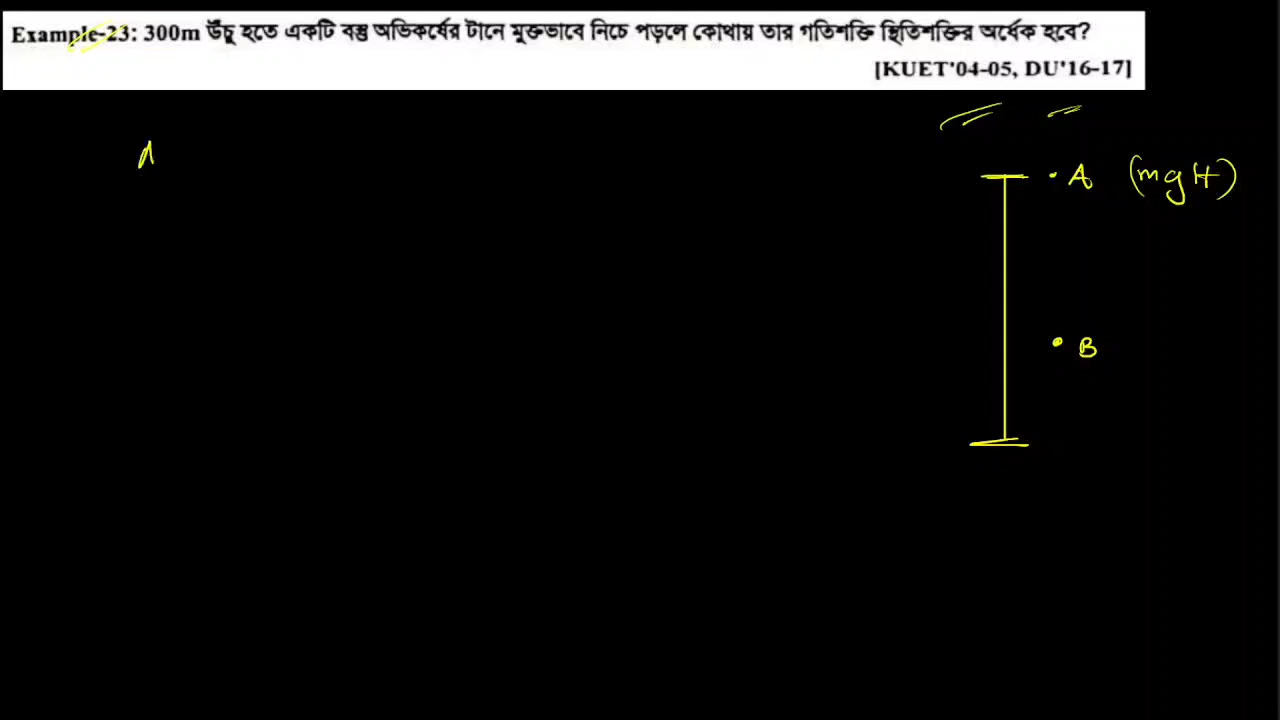 Example-23: 300m উঁচু হতে একটি বস্তু অভিকর্ষের টানে মুক্তভাবে নিচে পড়লে কোথায় তার গতিশক্তি স্থিতিশক্তির অর্ধেক হবে?
[KUET'04-05, DU'16-17]
A (mgH)
B